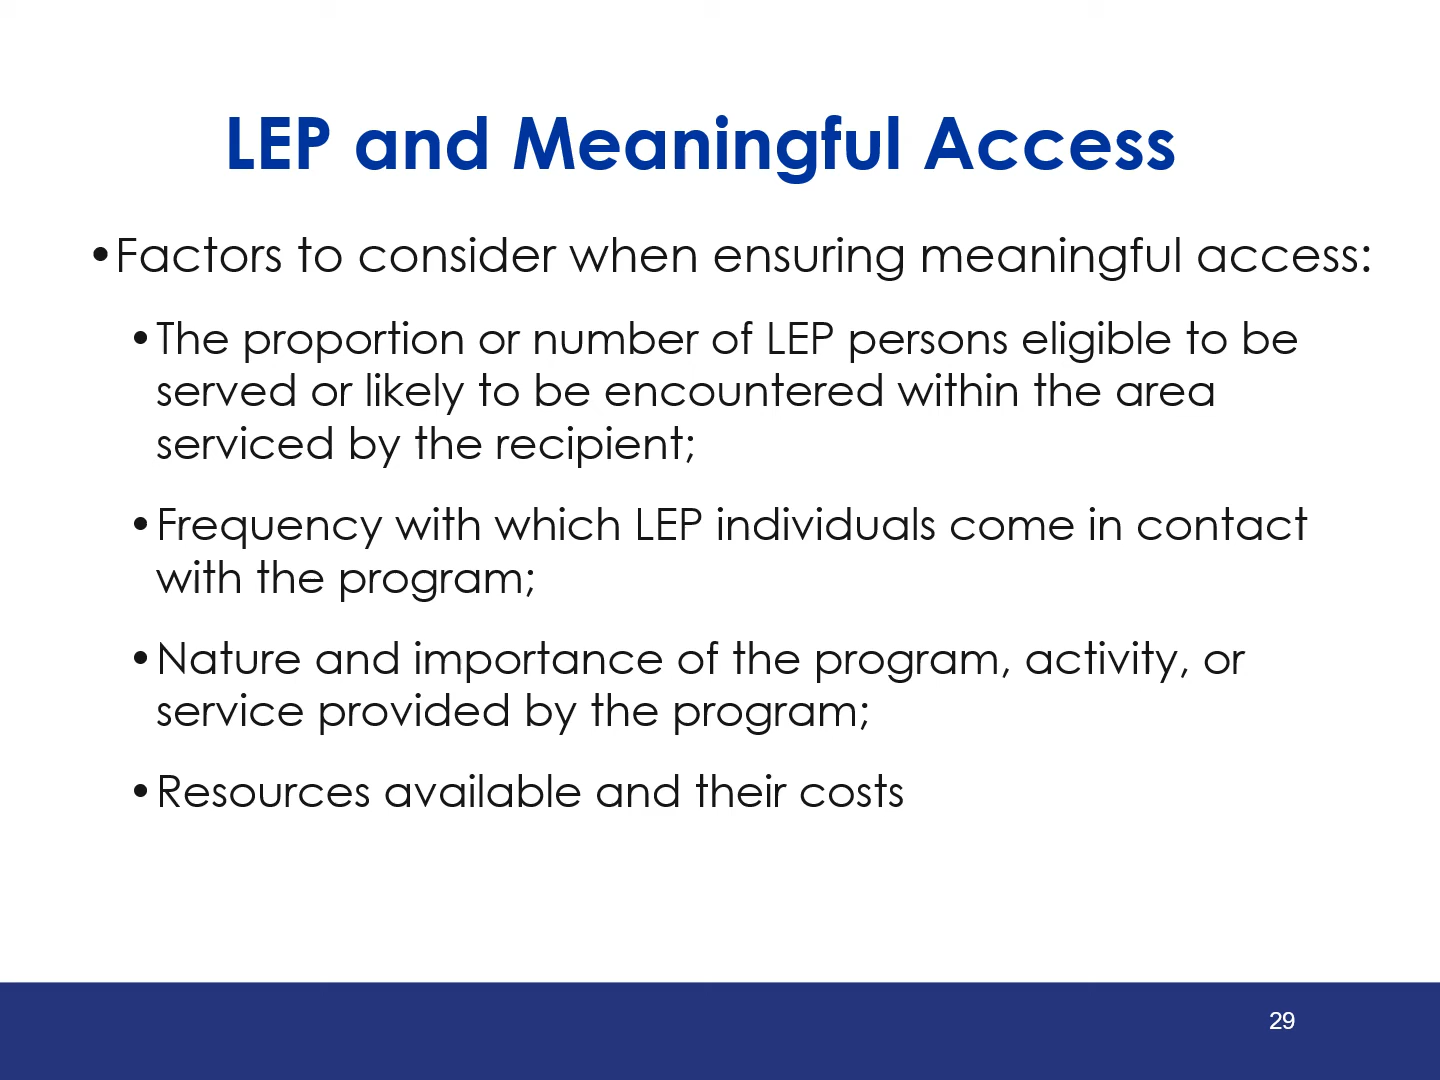 LEP and Meaningful Access
•Factors to consider when ensuring meaningful access:
•The proportion or number of LEP persons eligible to be
served or likely to be encountered within the area
serviced by the recipient;
•Frequency with which LEP individuals come in contact
with the program;
•Nature and importance of the program, activity, or
service provided by the program;
•Resources available and their costs
29